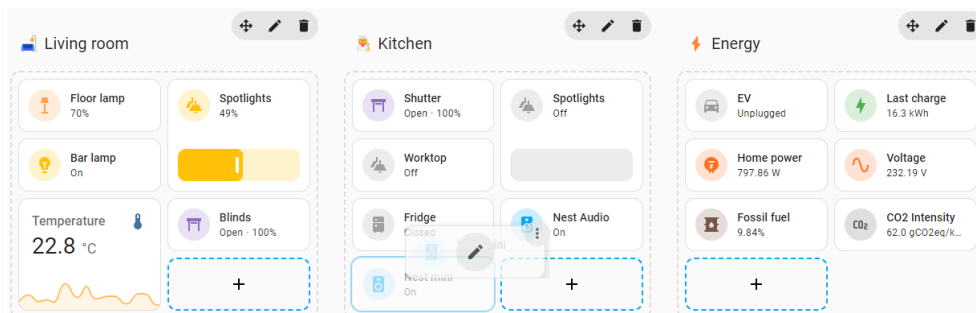 Living room
Floor lamp
70%
Spotlights
49%
Bar lamp
On
Temperature
22.8 °C
Blinds
Open · 100%
+
Kitchen
Shutter
Open · 100%
Spotlights
Off
Worktop
Off
Fridge
Closed
Nest Audio
On
Nest mini
On
+
Energy
EV
Unplugged
Last charge
16.3 kWh
Home power
797.86 W
Voltage
232.19 V
Fossil fuel
9.84%
CO2
CO2 Intensity
62.0 gCO2eq/k...
+